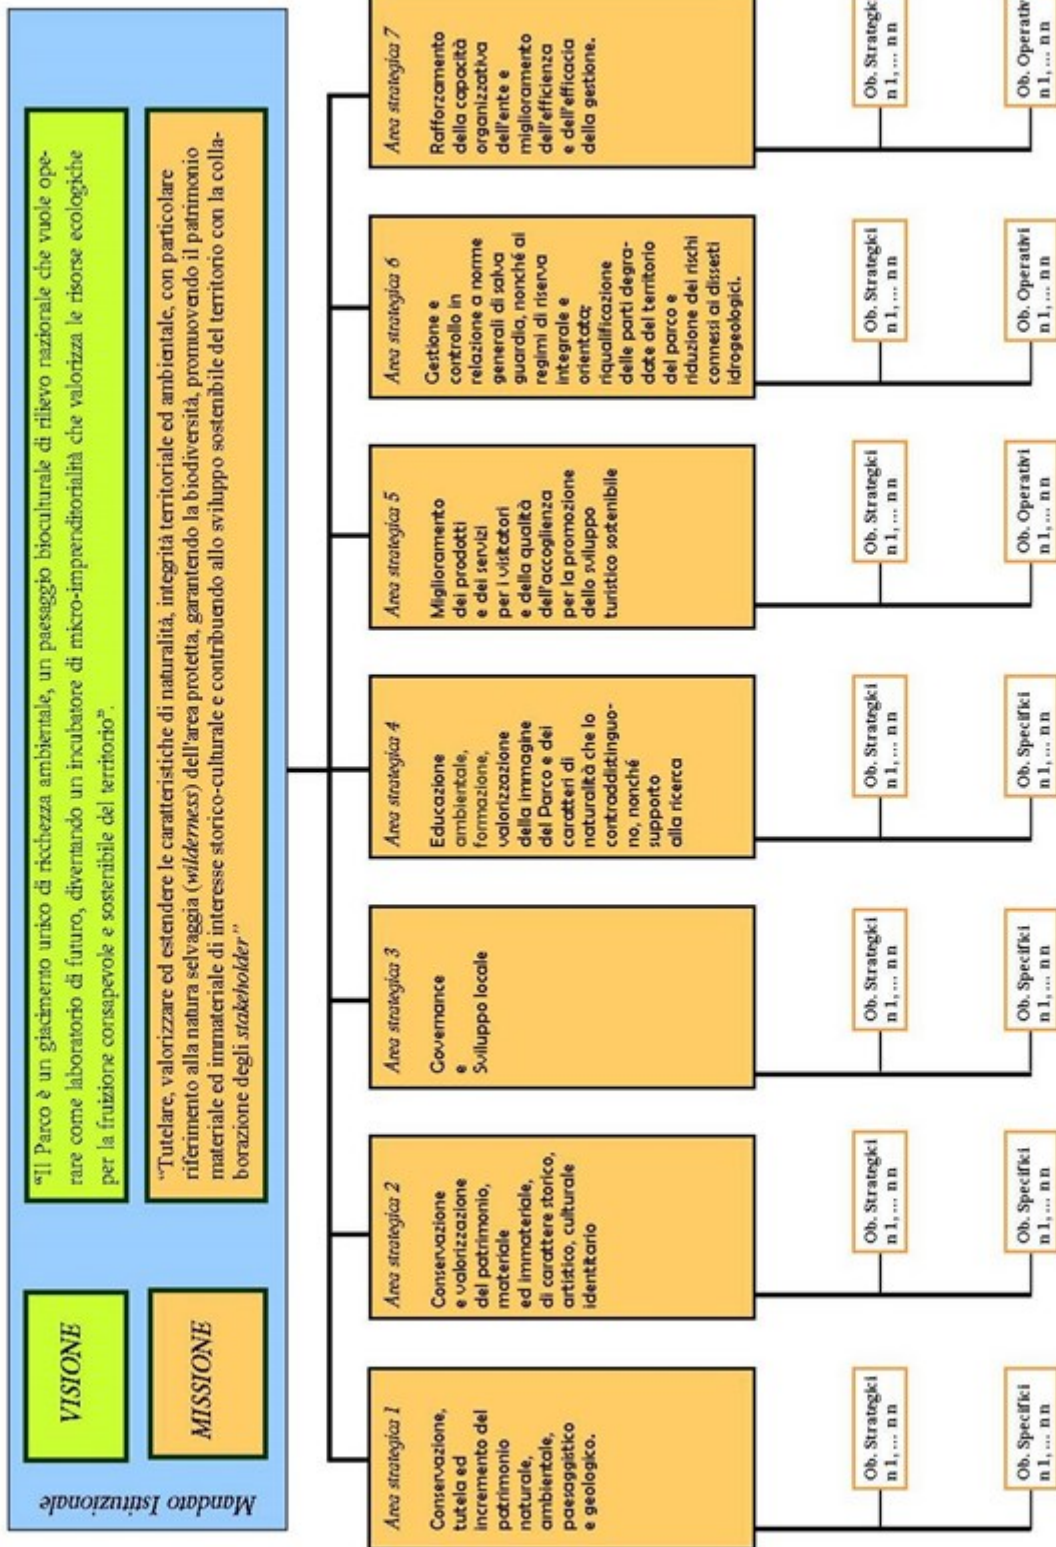 Mandato Istituzionale
VISIONE
“Il Parco è un giacimento unico di ricchezza ambientale, un paesaggio bioculturale di rilievo nazionale che vuole ope-
rare come laboratorio di futuro, diventando un incubatore di micro-imprenditorialità che valorizza le risorse ecologiche
per la fruizione consapevole e sostenibile del territorio”.
MISSIONE
“Tutelare, valorizzare ed estendere le caratteristiche di naturalità, integrità territoriale ed ambientale, con particolare
riferimento alla natura selvaggia (wilderness) dell'area protetta, garantendo la biodiversità, promuovendo il patrimonio
materiale ed immateriale di interesse storico-culturale e contribuendo allo sviluppo sostenibile del territorio con la colla-
borazione degli stakeholder”
Area strategica 1
Conservazione,
tutela ed
incremento del
patrimonio
naturale,
ambientale,
paesaggistico
e geologico.
Ob. Strategici
n 1, ... n n
Ob. Specifici
n 1, ... n n
Area strategica 2
Conservazione
e valorizzazione
del patrimonio,
materiale
ed immateriale,
di carattere storico,
artistico, culturale
identitario
Ob. Strategici
n 1, ... n n
Ob. Specifici
n 1, ... n n
Area strategica 3
Governance
e
Sviluppo locale
Ob. Strategici
n 1, ... n n
Ob. Specifici
n 1, ... n n
Area strategica 4
Educazione
ambientale,
formazione,
valorizzazione
della immagine
del Parco e dei
caratteri di
naturalità che lo
contraddistinguo-
no, nonché
supporto
alla ricerca
Ob. Strategici
n 1, ... n n
Ob. Specifici
n 1, ... n n
Area strategica 5
Miglioramento
dei prodotti
e dei servizi
per i visitatori
e della qualità
dell'accoglienza
per la promozione
dello sviluppo
turistico sostenibile
Ob. Strategici
n 1, ... n n
Ob. Operativi
n 1, ... n n
Area strategica 6
Gestione e
controllo in
relazione a norme
generali di salva
guardia, nonché ai
regimi di riserva
integrale e
orientata;
riqualificazione
delle parti degra-
date del territorio
del parco e
riduzione dei rischi
connessi ai dissesti
idrogeologici.
Ob. Strategici
n 1, ... n n
Ob. Operativi
n 1, ... n n
Area strategica 7
Rafforzamento
della capacità
organizzativa
dell'ente e
miglioramento
dell'efficienza
e dell'efficacia
della gestione.
Ob. Strategic
n 1, ... n n
Ob. Operativ
n 1, ... n n